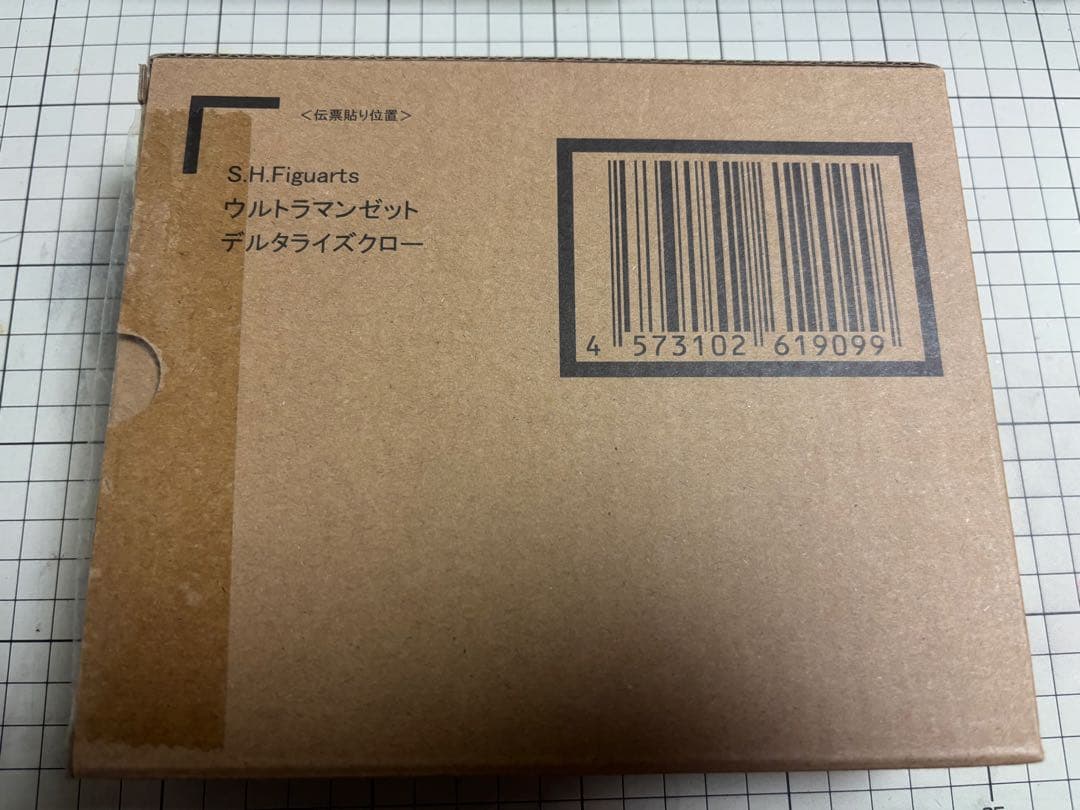 ＜伝票貼り位置＞
S.H.Figuarts
ウルトラマンゼット
デルタライズクロー
4 573102 619099